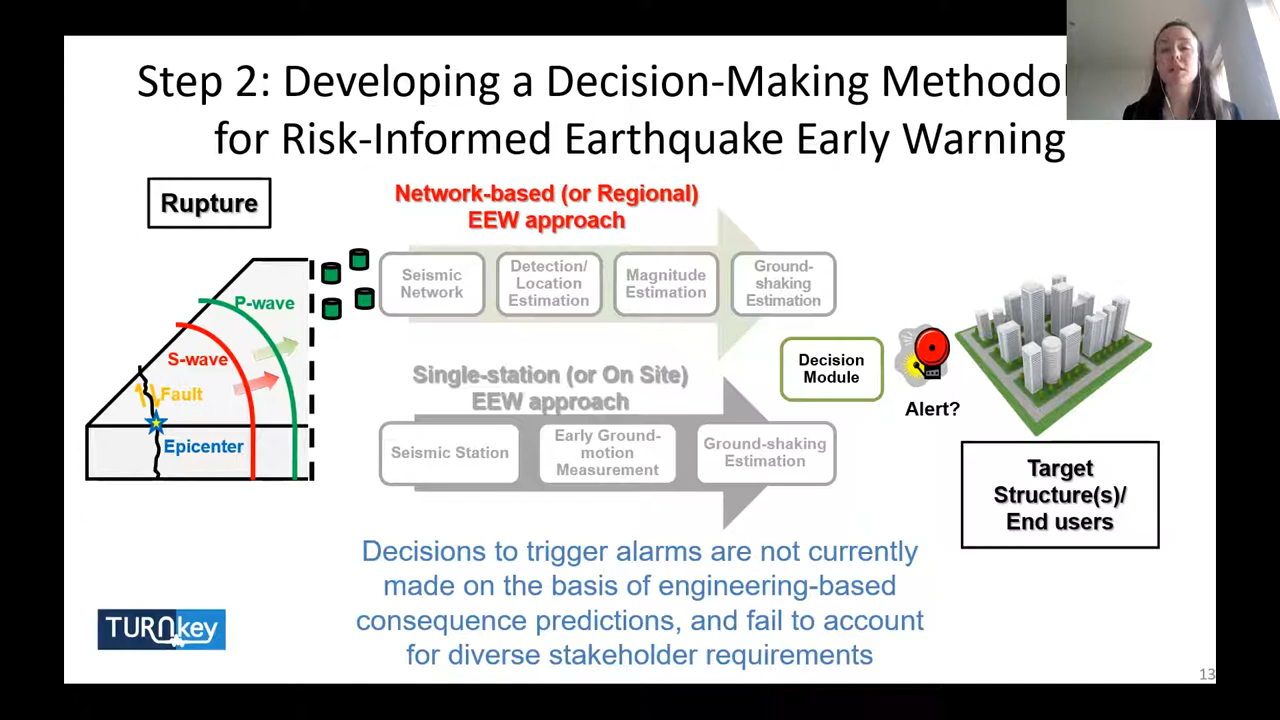 Step 2: Developing a Decision-Making Methodol
for Risk-Informed Earthquake Early Warning
Rupture
Network-based (or Regional)
EEW approach
P-wave
S-wave
Fault
Epicenter
Seismic
Network
Detection/
Location
Estimation
Magnitude
Estimation
Ground-
shaking
Estimation
Decision
Module
Alert?
Single-station (or On Site)
EEW approach
Seismic Station
Early Ground-
motion
Measurement
Ground-shaking
Estimation
Target
Structure(s)/
End users
Decisions to trigger alarms are not currently
made on the basis of engineering-based
consequence predictions, and fail to account
for diverse stakeholder requirements
TURNkey
13